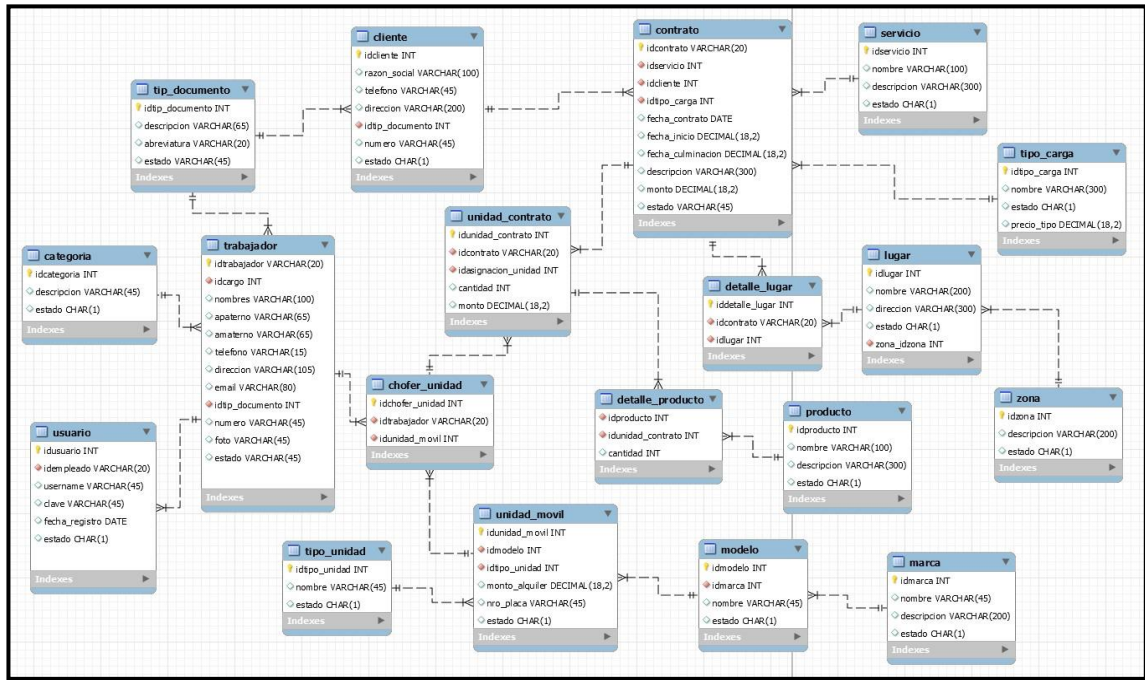 cliente
idcliente INT
razon_social VARCHAR(100)
telefono VARCHAR(45)
direccion VARCHAR(200)
idtip_documento INT
numero VARCHAR(45)
estado CHAR(1)
Indexes
contrato
idcontrato VARCHAR(20)
idservicio INT
idcliente INT
idtipo_carga INT
fecha_contrato DATE
fecha_inicio DECIMAL(18,2)
fecha_culminacion DECIMAL(18,2)
descripcion VARCHAR(300)
monto DECIMAL(18,2)
estado VARCHAR(45)
Indexes
servicio
idservicio INT
nombre VARCHAR(100)
descripcion VARCHAR(300)
estado CHAR(1)
Indexes
tip_documento
idtip_documento INT
descripcion VARCHAR(65)
abreviatura VARCHAR(20)
estado VARCHAR(45)
Indexes
tipo_carga
idtipo_carga INT
nombre VARCHAR(300)
estado CHAR(1)
precio_tipo DECIMAL(18,2)
Indexes
unidad_contrato
idunidad_contrato INT
idcontrato VARCHAR(20)
idasignacion_unidad INT
cantidad INT
monto DECIMAL(18,2)
Indexes
categoria
idcategoria INT
descripcion VARCHAR(45)
estado CHAR(1)
Indexes
trabajador
idtrabajador VARCHAR(20)
idcargo INT
nombres VARCHAR(100)
apaterno VARCHAR(65)
amaterno VARCHAR(65)
telefono VARCHAR(15)
direccion VARCHAR(105)
email VARCHAR(80)
idtip_documento INT
numero VARCHAR(45)
foto VARCHAR(45)
estado VARCHAR(45)
Indexes
detalle_lugar
iddetalle_lugar INT
idcontrato VARCHAR(20)
idlugar INT
Indexes
lugar
idlugar INT
nombre VARCHAR(200)
direccion VARCHAR(300)
estado CHAR(1)
zona_idzona INT
Indexes
chofer_unidad
idchofer_unidad INT
idtrabajador VARCHAR(20)
idunidad_movil INT
Indexes
detalle_producto
idproducto INT
idunidad_contrato INT
cantidad INT
Indexes
producto
idproducto INT
nombre VARCHAR(100)
descripcion VARCHAR(300)
estado CHAR(1)
Indexes
zona
idzona INT
descripcion VARCHAR(200)
estado CHAR(1)
Indexes
usuario
idusuario INT
idempleado VARCHAR(20)
username VARCHAR(45)
clave VARCHAR(45)
fecha_registro DATE
estado CHAR(1)
Indexes
tipo_unidad
idtipo_unidad INT
nombre VARCHAR(45)
estado CHAR(1)
Indexes
unidad_movil
idunidad_movil INT
idmodelo INT
idtipo_unidad INT
monto_alquiler DECIMAL(18,2)
nro_placa VARCHAR(45)
estado CHAR(1)
Indexes
modelo
idmodelo INT
idmarca INT
nombre VARCHAR(45)
estado CHAR(1)
Indexes
marca
idmarca INT
nombre VARCHAR(45)
descripcion VARCHAR(200)
estado CHAR(1)
Indexes